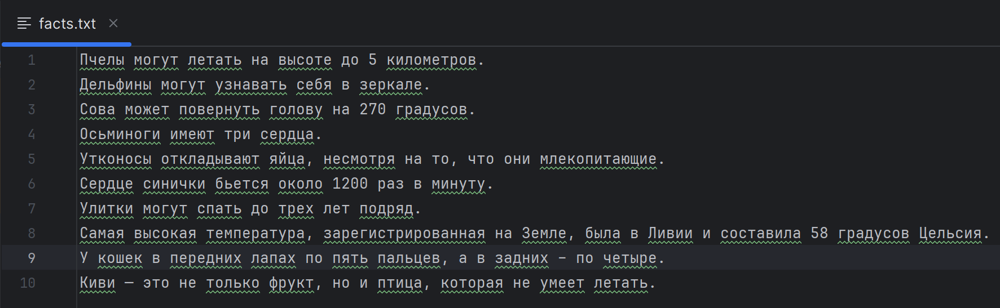 facts.txt
1 Пчелы могут летать на высоте до 5 километров.
2 Дельфины могут узнавать себя в зеркале.
3 Сова может повернуть голову на 270 градусов.
4 Осьминоги имеют три сердца.
5 Утконосы откладывают яйца, несмотря на то, что они млекопитающие.
6 Сердце синички бьется около 1200 раз в минуту.
7 Улитки могут спать до трех лет подряд.
8 Самая высокая температура, зарегистрированная на Земле, была в Ливии и составила 58 градусов Цельсия.
9 У кошек в передних лапах по пять пальцев, а в задних – по четыре.
10 Киви — это не только фрукт, но и птица, которая не умеет летать.